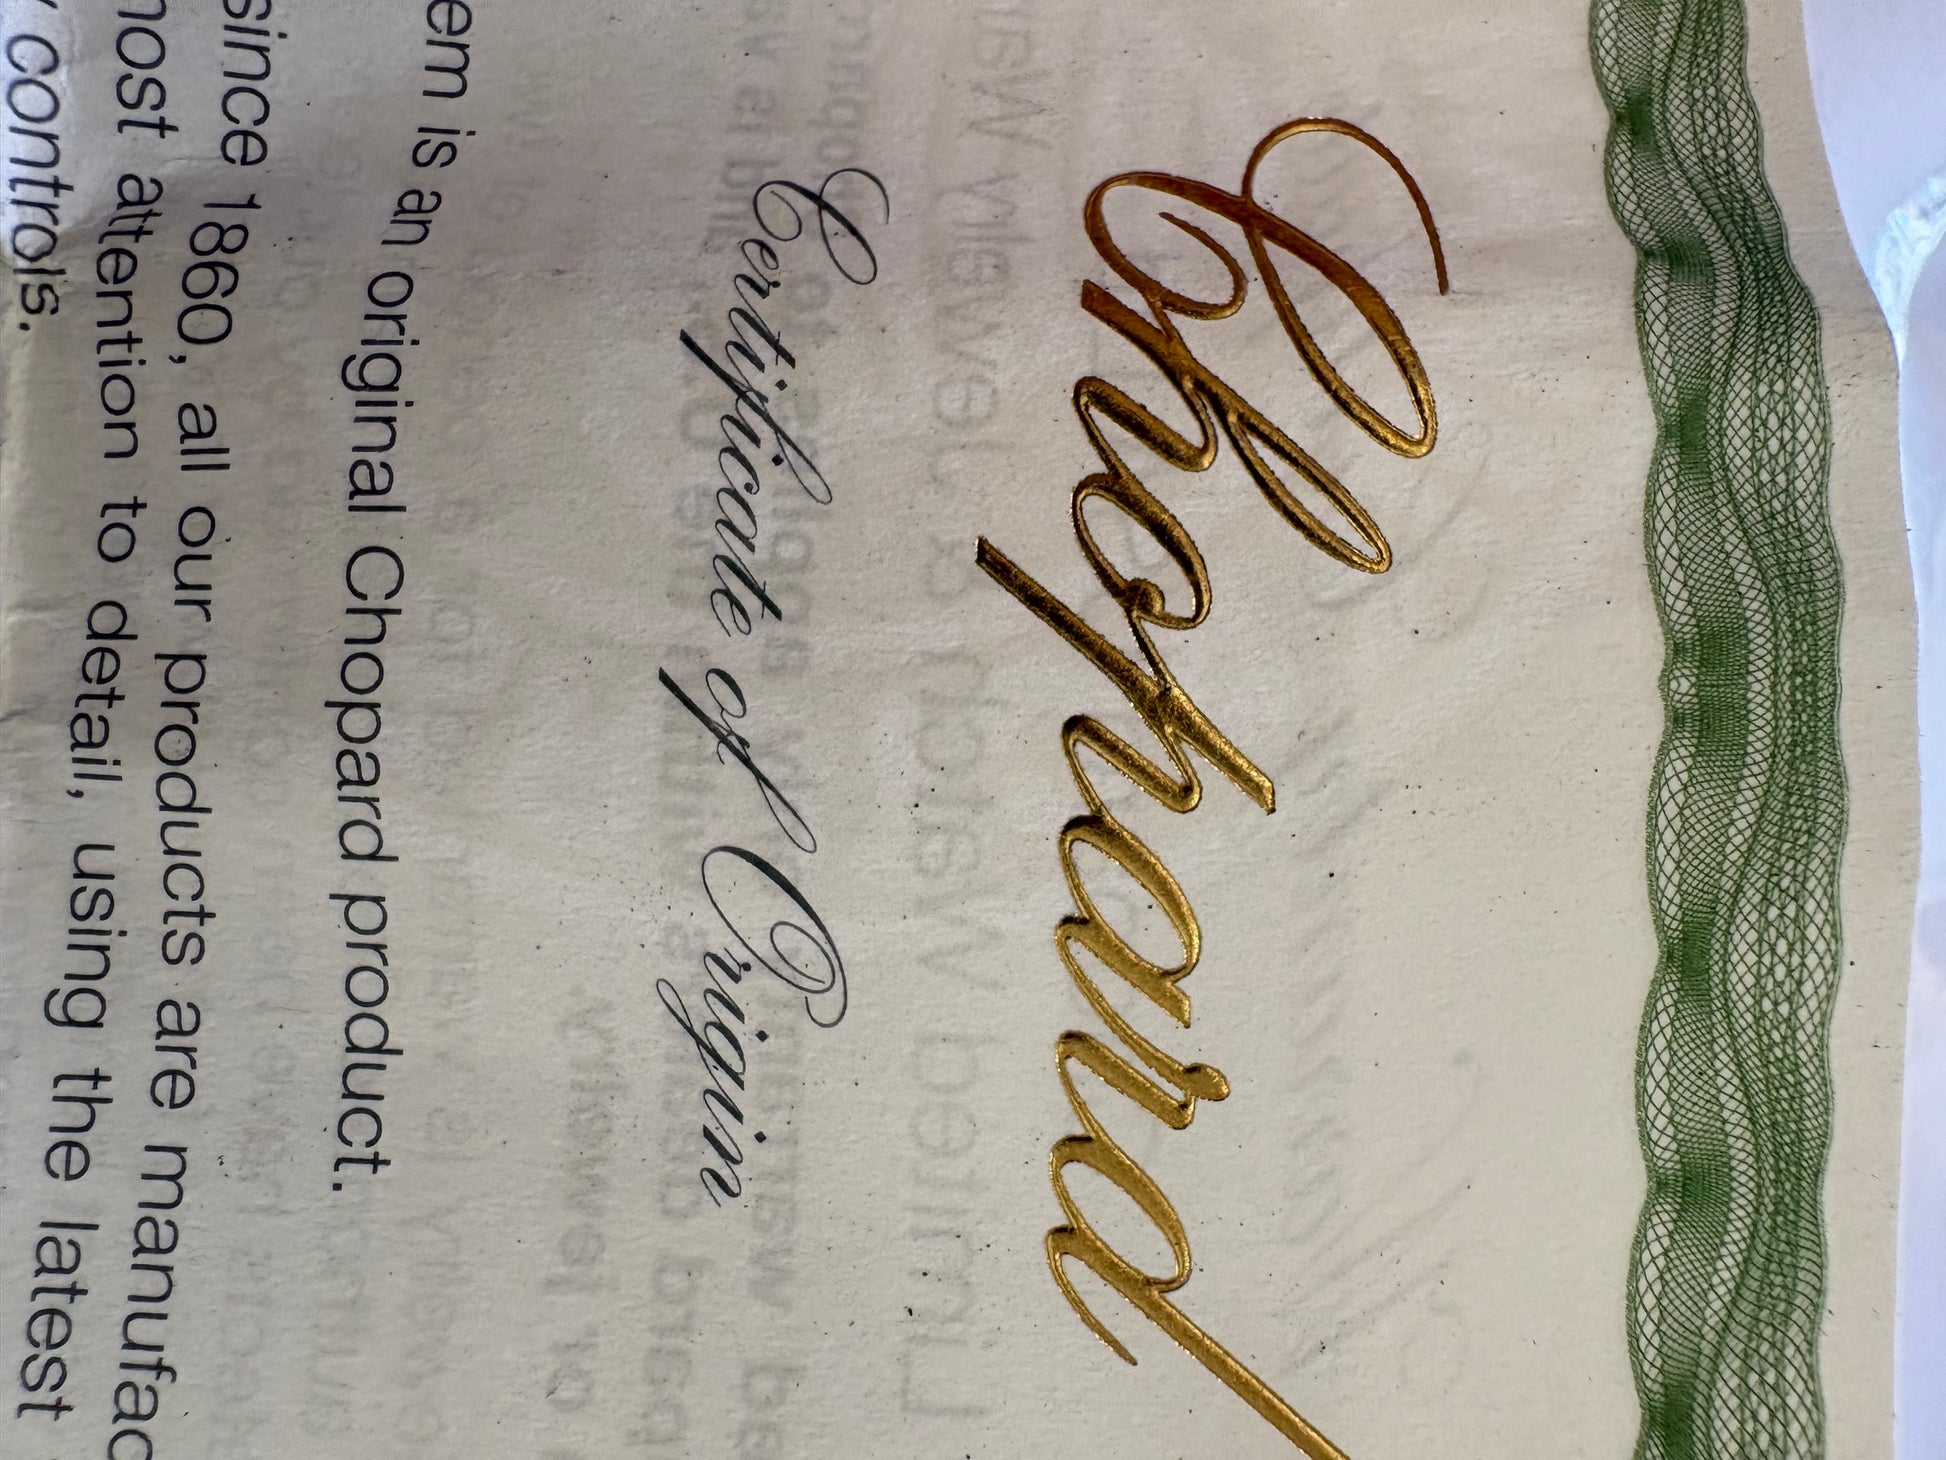 Chopard
Certificate of Origin
em is an original Chopard product.
since 1860, all our products are manufac
most attention to detail, using the latest
controls.